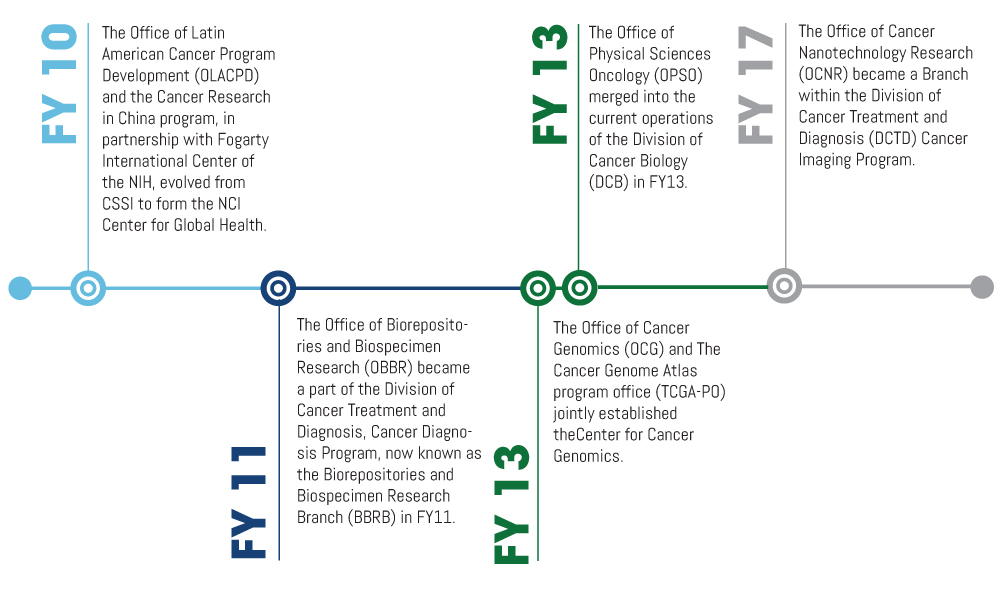 FY 10
The Office of Latin
American Cancer Program
Development (OLACPD)
and the Cancer Research
in China program, in
partnership with Fogarty
International Center of
the NIH, evolved from
CSSI to form the NCI
Center for Global Health.
FY 11
The Office of Bioreposito-
ries and Biospecimen
Research (OBBR) became
a part of the Division of
Cancer Treatment and
Diagnosis, Cancer Diagno-
sis Program, now known as
the Biorepositories and
Biospecimen Research
Branch (BBRB) in FY11.
FY 13
The Office of Cancer
Genomics (OCG) and The
Cancer Genome Atlas
program office (TCGA-PO)
jointly established
theCenter for Cancer
Genomics.
FY 13
The Office of
Physical Sciences
Oncology (OPSO)
merged into the
current operations
of the Division of
Cancer Biology
(DCB) in FY13.
FY 17
The Office of Cancer
Nanotechnology Research
(OCNR) became a Branch
within the Division of
Cancer Treatment and
Diagnosis (DCTD) Cancer
Imaging Program.